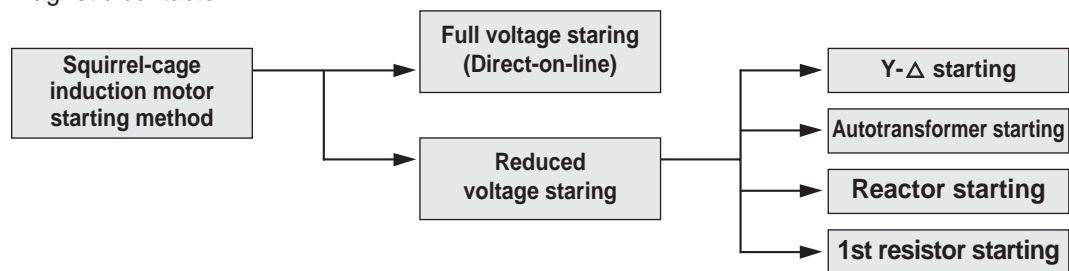 Squirrel-cage
induction motor
starting method
Full voltage staring
(Direct-on-line)
Reduced
voltage staring
Y-△ starting
Autotransformer starting
Reactor starting
1st resistor starting